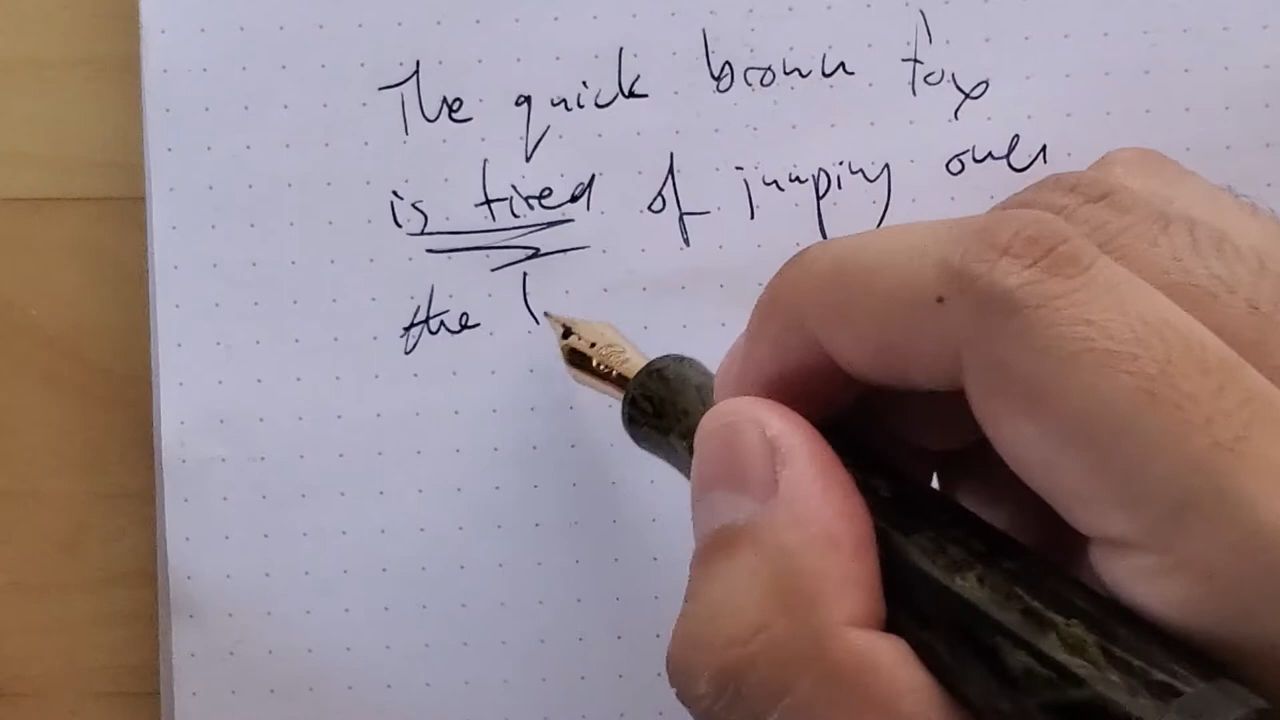 The quick brown fox
is tired of jumping over
the l